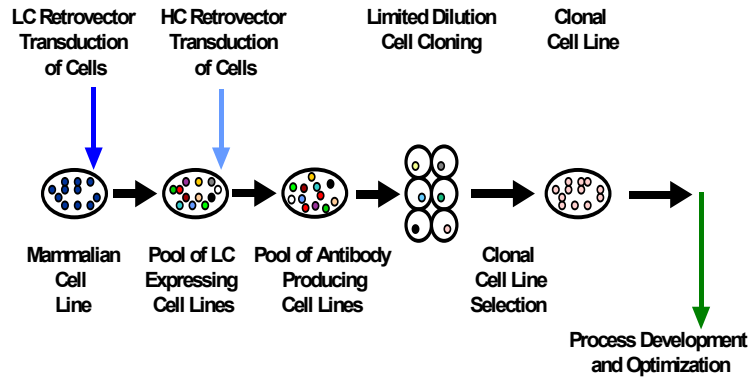 LC Retrovector
Transduction
of Cells
HC Retrovector
Transduction
of Cells
Limited Dilution
Cell Cloning
Clonal
Cell Line
Mammalian
Cell
Line
Pool of LC
Expressing
Cell Lines
Pool of Antibody
Producing
Cell Lines
Clonal
Cell Line
Selection
Process Development
and Optimization